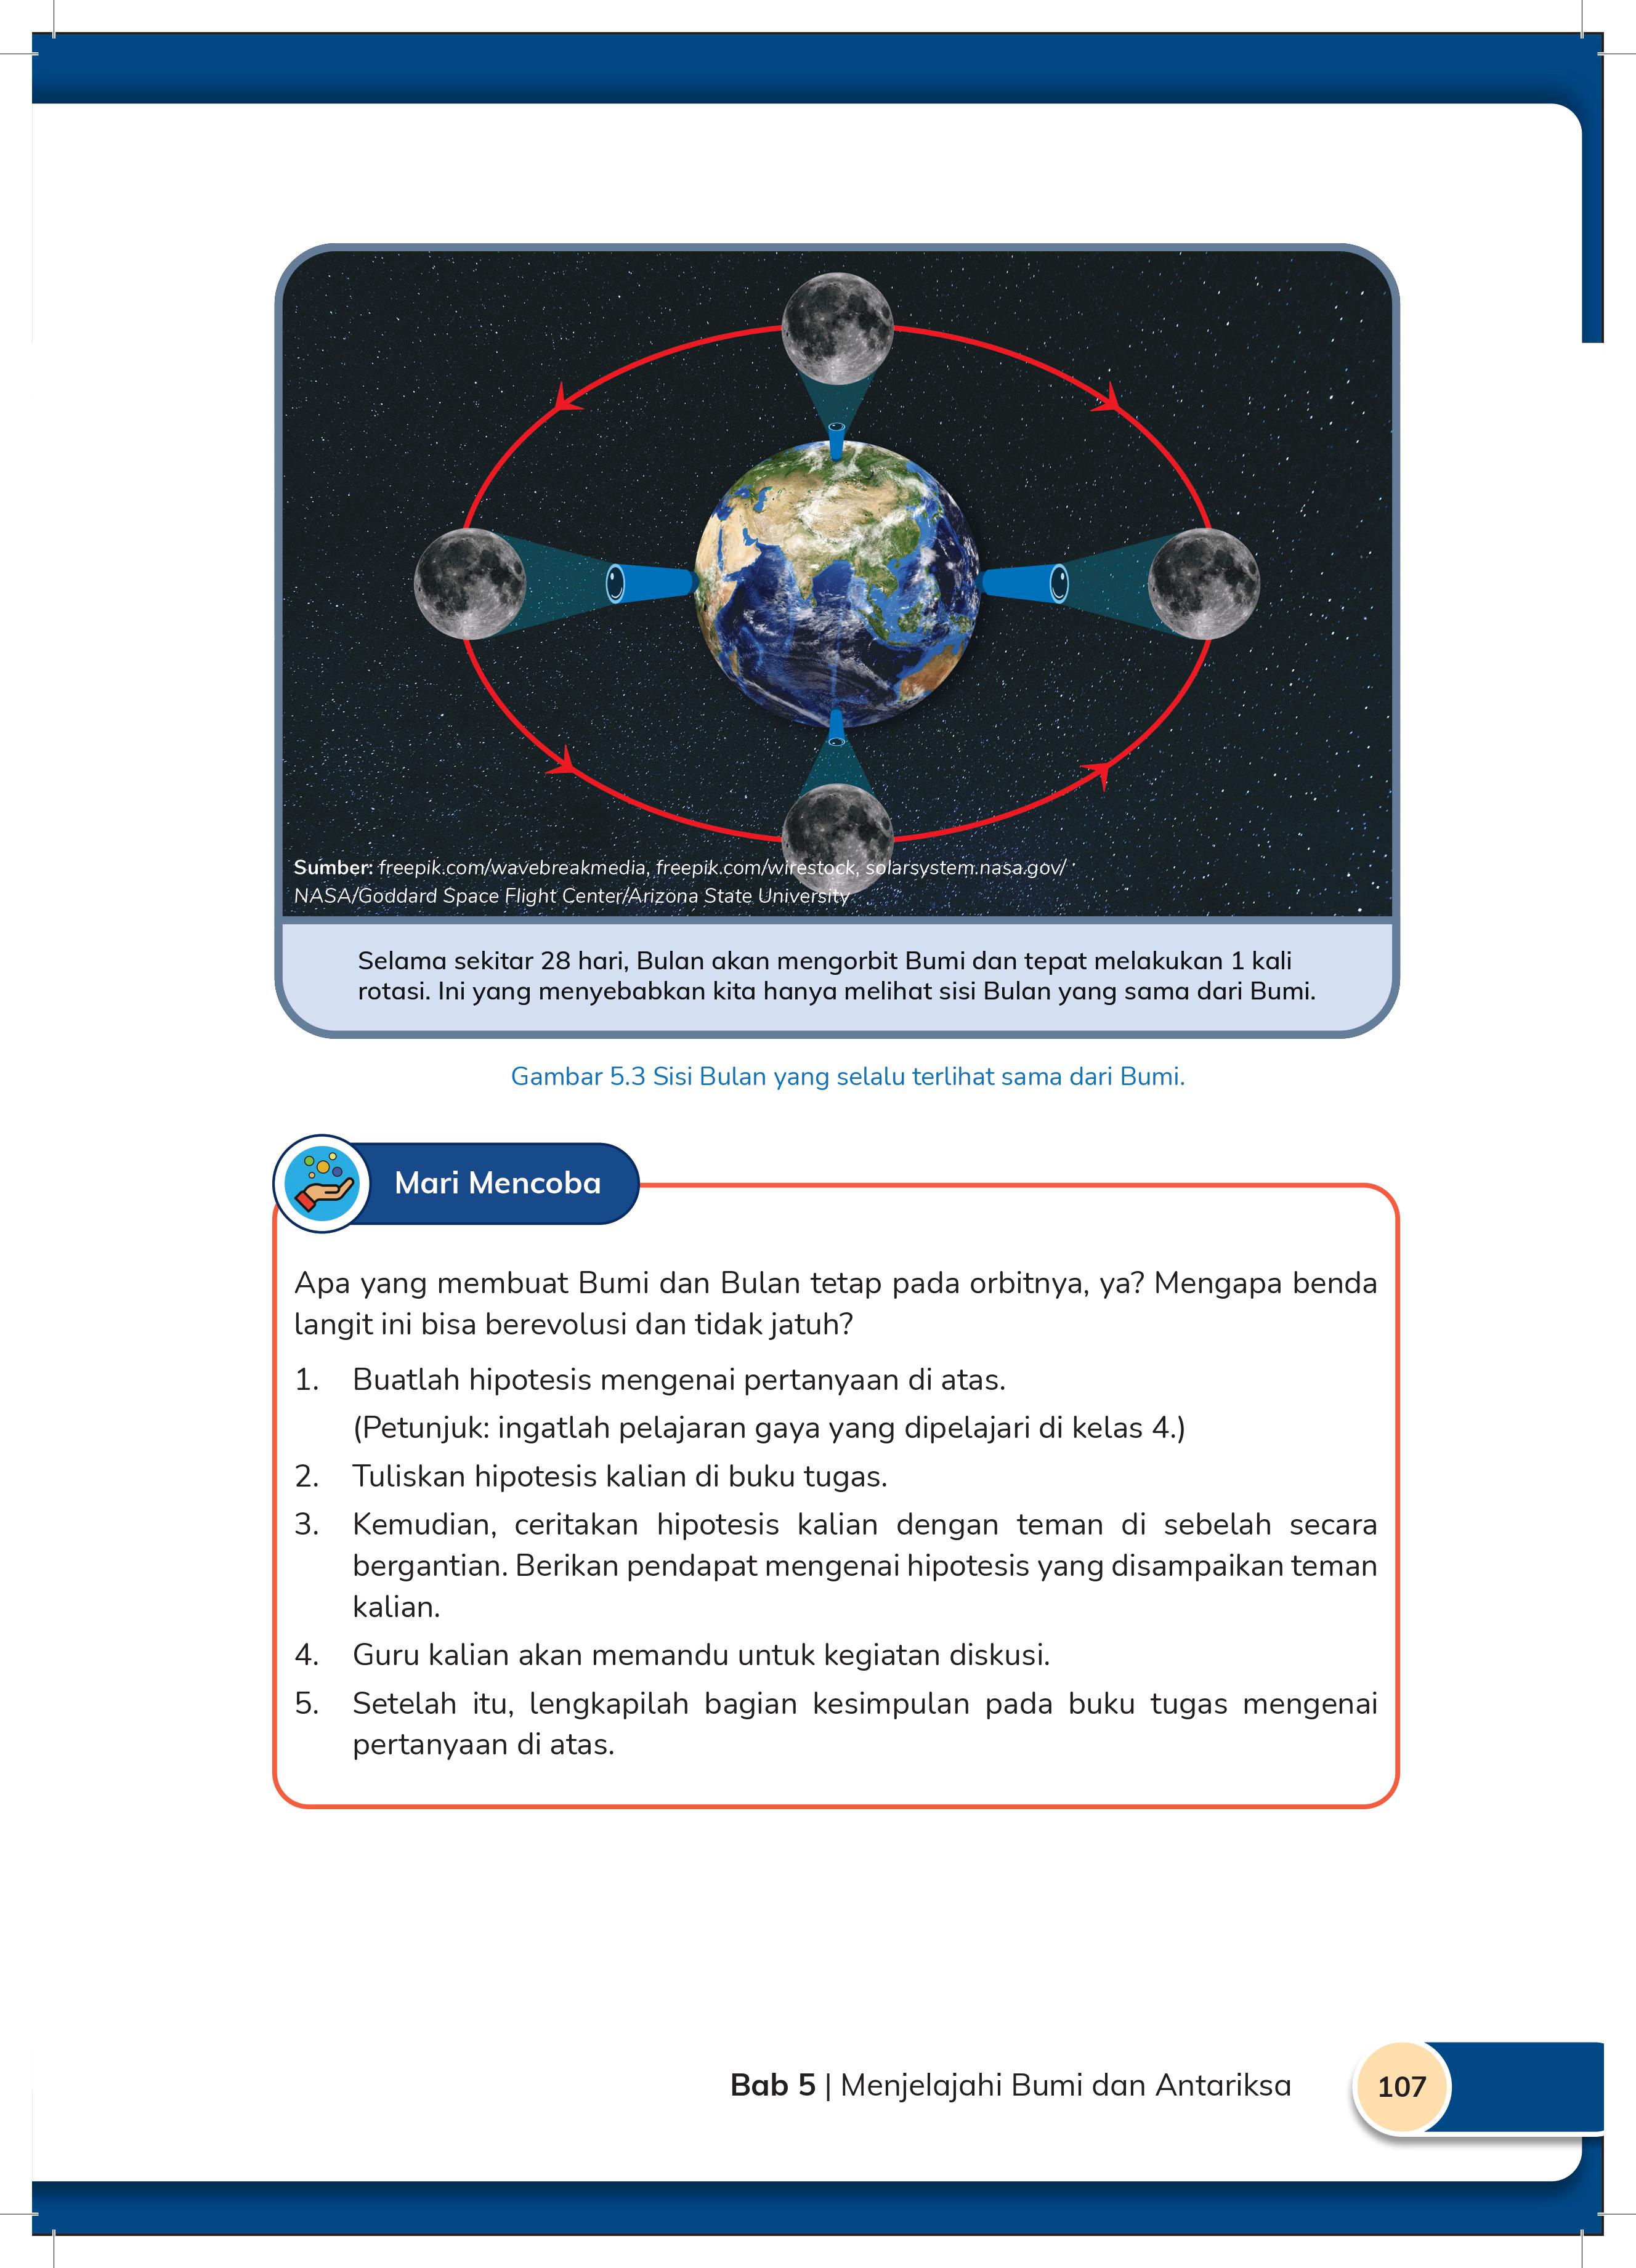 Sumber: freepik.com/wavebreakmedia, freepik.com/wirestock, solarsystem.nasa.gov/
NASA/Goddard Space Flight Center/Arizona State University
Selama sekitar 28 hari, Bulan akan mengorbit Bumi dan tepat melakukan 1 kali
rotasi. Ini yang menyebabkan kita hanya melihat sisi Bulan yang sama dari Bumi.
Gambar 5.3 Sisi Bulan yang selalu terlihat sama dari Bumi.
Mari Mencoba
Apa yang membuat Bumi dan Bulan tetap pada orbitnya, ya? Mengapa benda
langit ini bisa berevolusi dan tidak jatuh?
1. Buatlah hipotesis mengenai pertanyaan di atas.
(Petunjuk: ingatlah pelajaran gaya yang dipelajari di kelas 4.)
2. Tuliskan hipotesis kalian di buku tugas.
3. Kemudian, ceritakan hipotesis kalian dengan teman di sebelah secara
bergantian. Berikan pendapat mengenai hipotesis yang disampaikan teman
kalian.
4. Guru kalian akan memandu untuk kegiatan diskusi.
5. Setelah itu, lengkapilah bagian kesimpulan pada buku tugas mengenai
pertanyaan di atas.
Bab 5 | Menjelajahi Bumi dan Antariksa
107